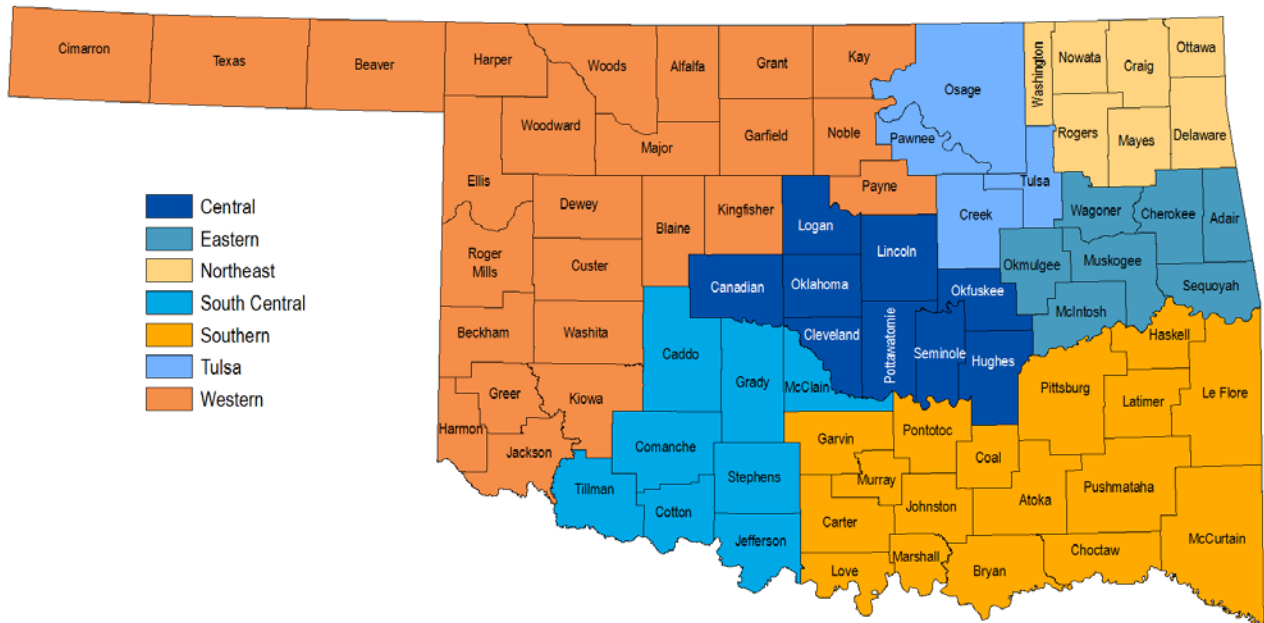 Cimarron
Texas
Beaver
Harper
Woods
Alfalfa
Grant
Kay
Osage
Washington
Nowata
Craig
Ottawa
Woodward
Major
Garfield
Noble
Pawnee
Rogers
Mayes
Delaware
Ellis
Dewey
Blaine
Kingfisher
Logan
Payne
Creek
Tulsa
Wagoner
Cherokee
Adair
Roger
Mills
Custer
Canadian
Oklahoma
Lincoln
Okfuskee
Okmulgee
Muskogee
Sequoyah
McIntosh
Beckham
Washita
Caddo
Grady
McClain
Cleveland
Pottawatomie
Seminole
Hughes
Haskell
Pittsburg
Latimer
Le Flore
Harmon
Greer
Kiowa
Jackson
Comanche
Tillman
Cotton
Stephens
Jefferson
Garvin
Pontotoc
Coal
Murray
Carter
Johnston
Atoka
Pushmataha
Love
Marshall
Bryan
Choctaw
McCurtain
Central
Eastern
Northeast
South Central
Southern
Tulsa
Western